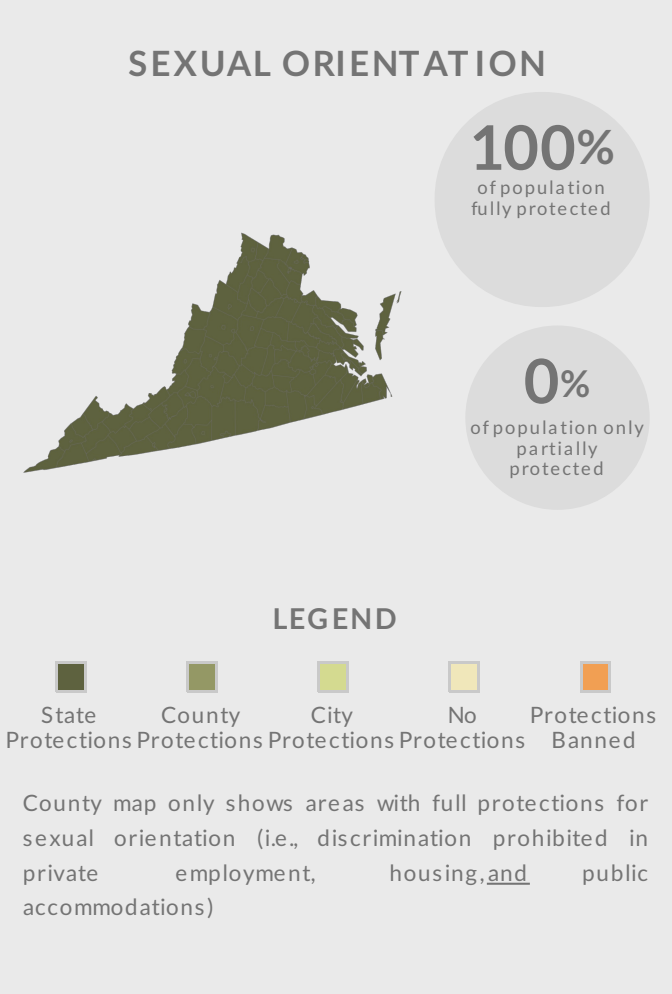 SEXUAL ORIENTATION
100%
of population
fully protected
0%
of population only
partially
protected
LEGEND
State
Protections
County
Protections
City
Protections
No
Protections
Protections
Banned
County map only shows areas with full protections for
sexual orientation (i.e., discrimination prohibited in
private employment, housing, and public
accommodations)